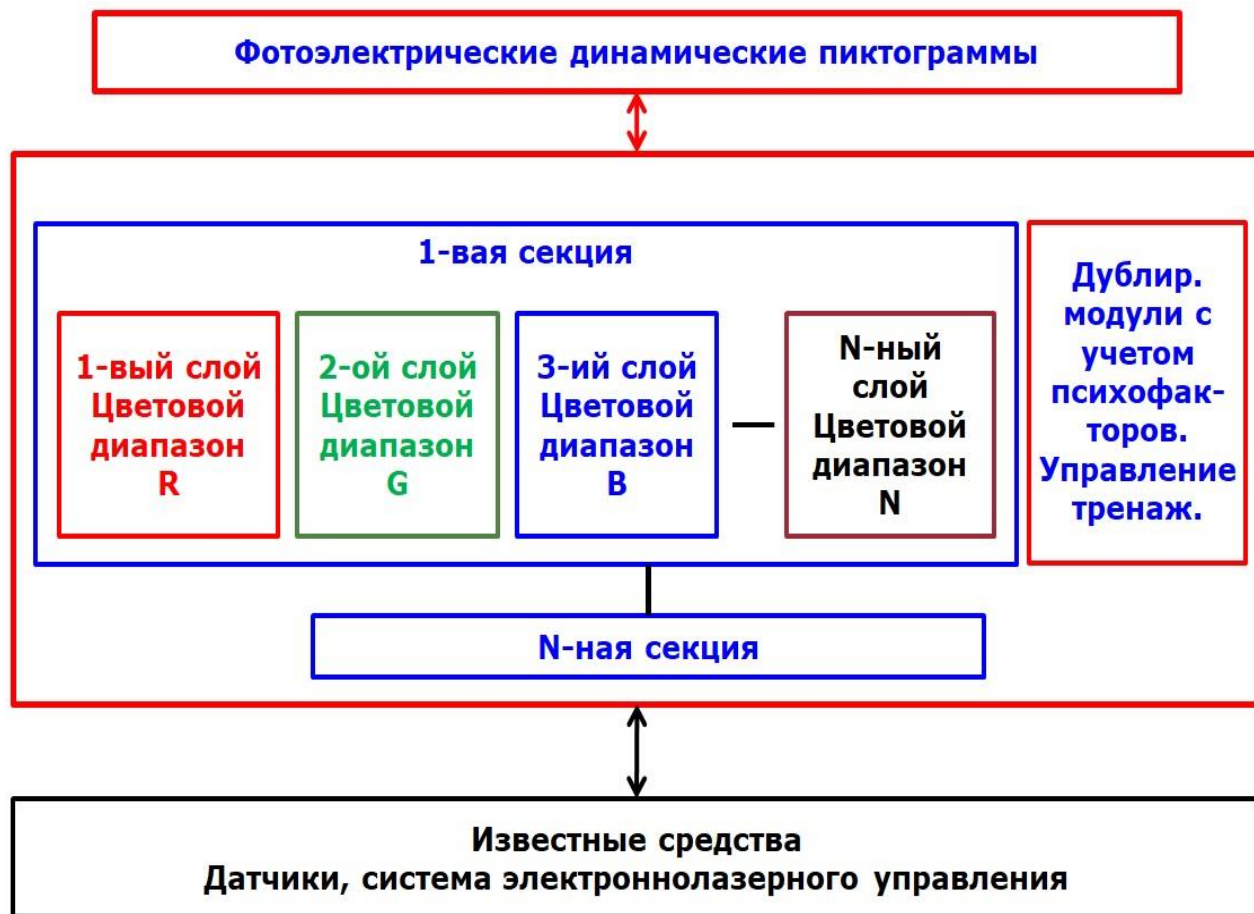 Фотоэлектрические динамические пиктограммы
1-вая секция
1-вый слой
Цветовой
диапазон
R
2-ой слой
Цветовой
диапазон
G
3-ий слой
Цветовой
диапазон
B
N-ный
слой
Цветовой
диапазон
N
Дублир.
модули с
учетом
психофак-
торов.
Управление
тренаж.
N-ная секция
Известные средства
Датчики, система электроннолазерного управления